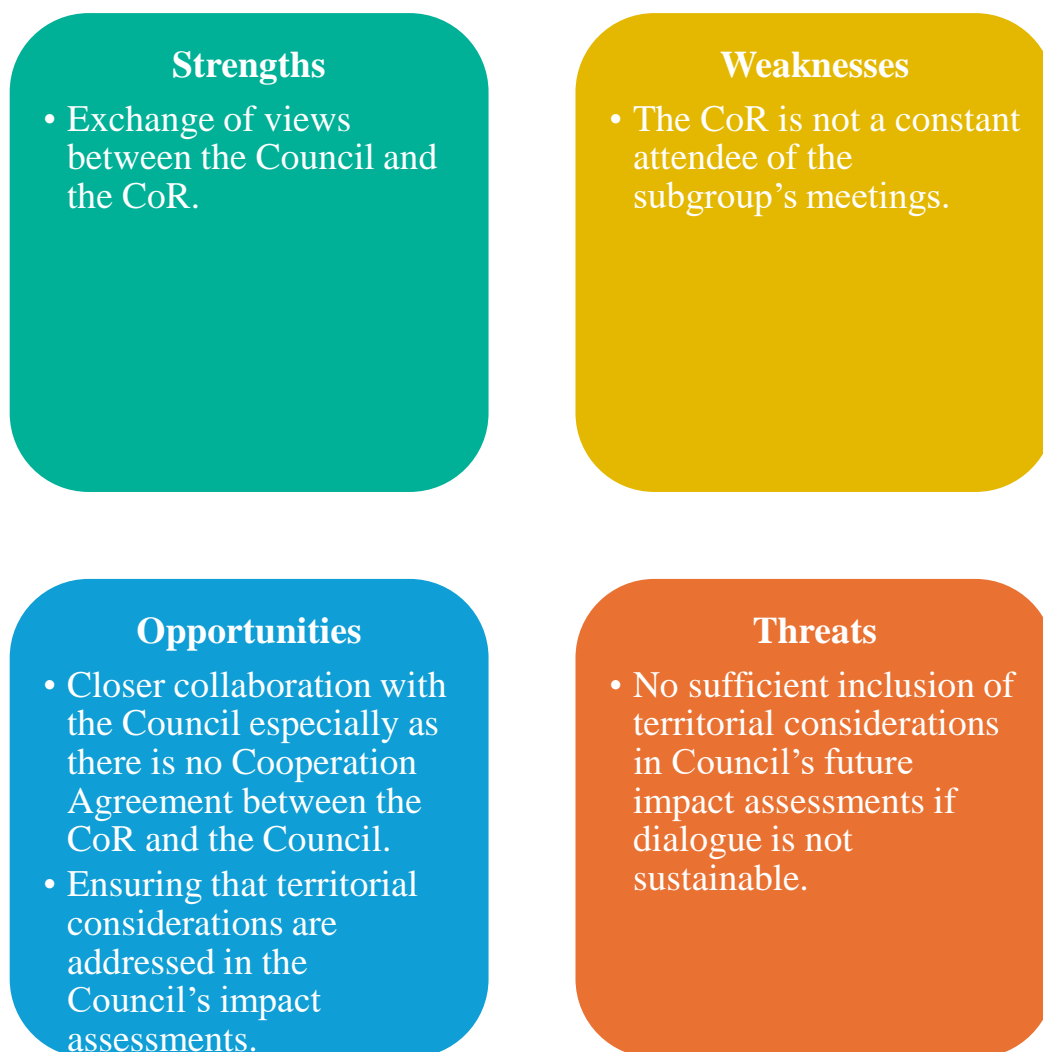 Strengths
• Exchange of views
between the Council and
the CoR.
Weaknesses
• The CoR is not a constant
attendee of the
subgroup’s meetings.
Opportunities
• Closer collaboration with
the Council especially as
there is no Cooperation
Agreement between the
CoR and the Council.
• Ensuring that territorial
considerations are
addressed in the
Council’s impact
assessments.
Threats
• No sufficient inclusion of
territorial considerations
in Council’s future
impact assessments if
dialogue is not
sustainable.